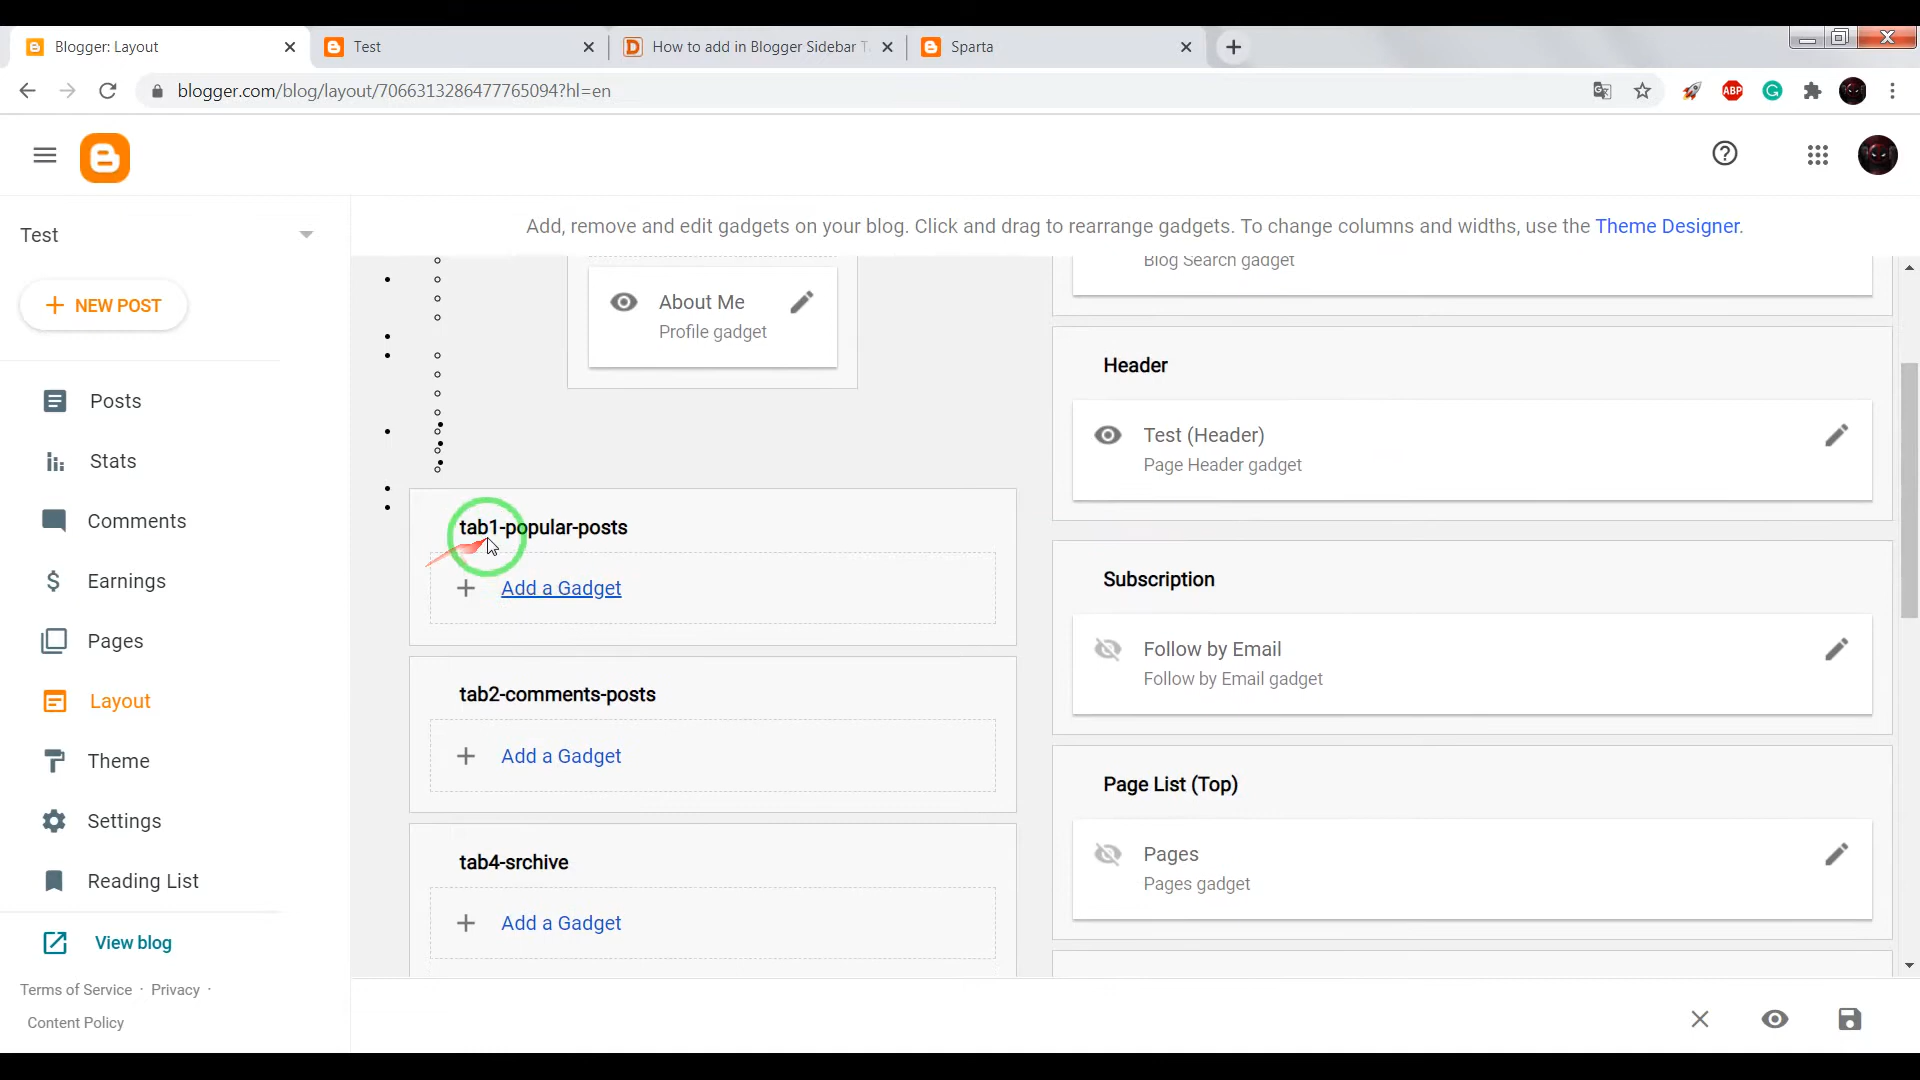 Blogger: Layout
Test
How to add in Blogger Sidebar T
Sparta
blogger.com/blog/layout/7066313286477765094?hl=en
ABP
Test
Add, remove and edit gadgets on your blog. Click and drag to rearrange gadgets. To change columns and widths, use the Theme Designer.
NEW POST
Posts
Stats
Comments
Earnings
Pages
Layout
Theme
Settings
Reading List
View blog
Terms of Service · Privacy ·
Content Policy
About Me
Profile gadget
tab1-popular-posts
Add a Gadget
tab2-comments-posts
Add a Gadget
tab4-srchive
Add a Gadget
Blog Search gadget
Header
Test (Header)
Page Header gadget
Subscription
Follow by Email
Follow by Email gadget
Page List (Top)
Pages
Pages gadget